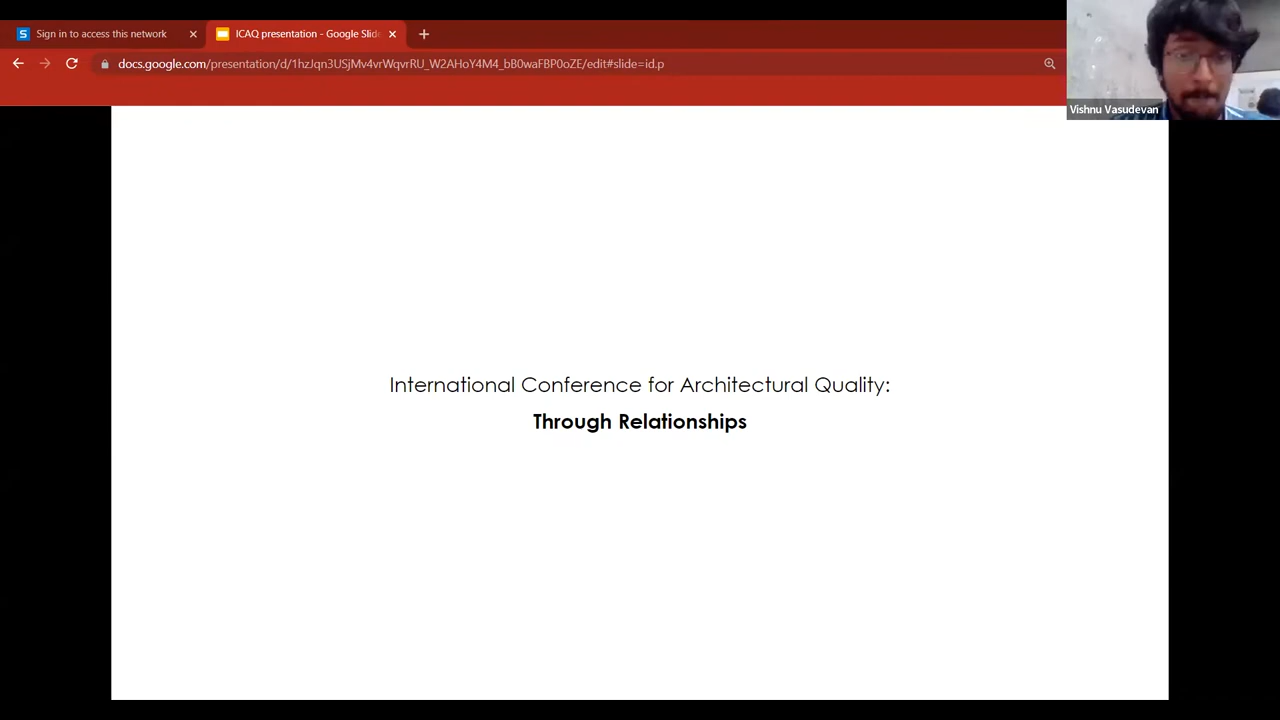 Sign in to access this network
ICAQ presentation - Google Slid
docs.google.com/presentation/d/1hzJqn3USjMv4vrWqvrRU_W2AHoY4M4_bB0waFBP0oZE/edit#slide=id.p
Vishnu Vasudevan
International Conference for Architectural Quality:
Through Relationships